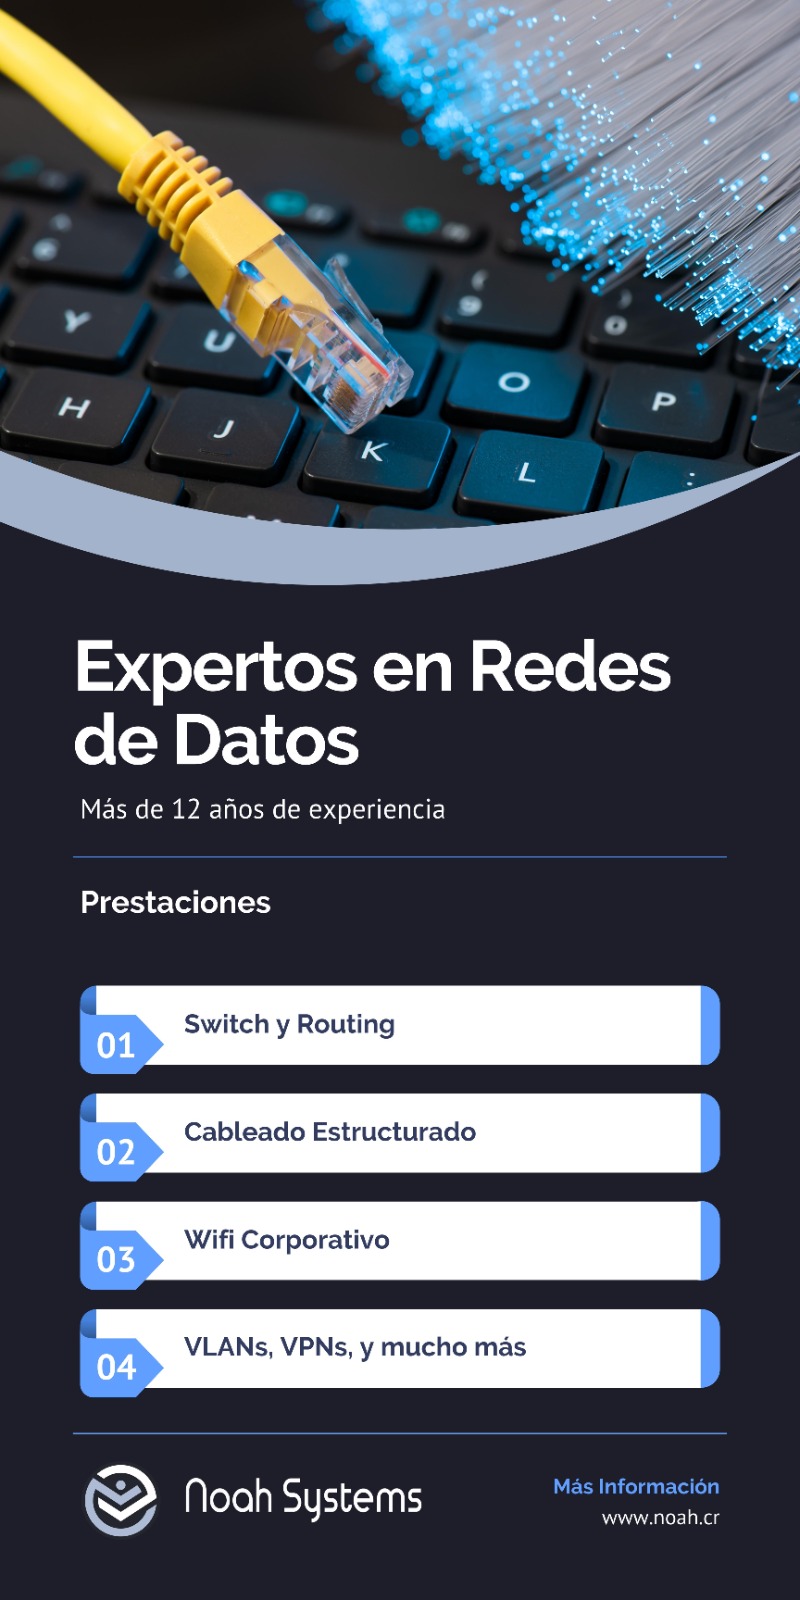 Y
U
O
P
H
J
K
L
6
9
0
Expertos en Redes
de Datos
Más de 12 años de experiencia
Prestaciones
01 Switch y Routing
02 Cableado Estructurado
03 Wifi Corporativo
04 VLANs, VPNs, y mucho más
Noah Systems
Más Información
www.noah.cr